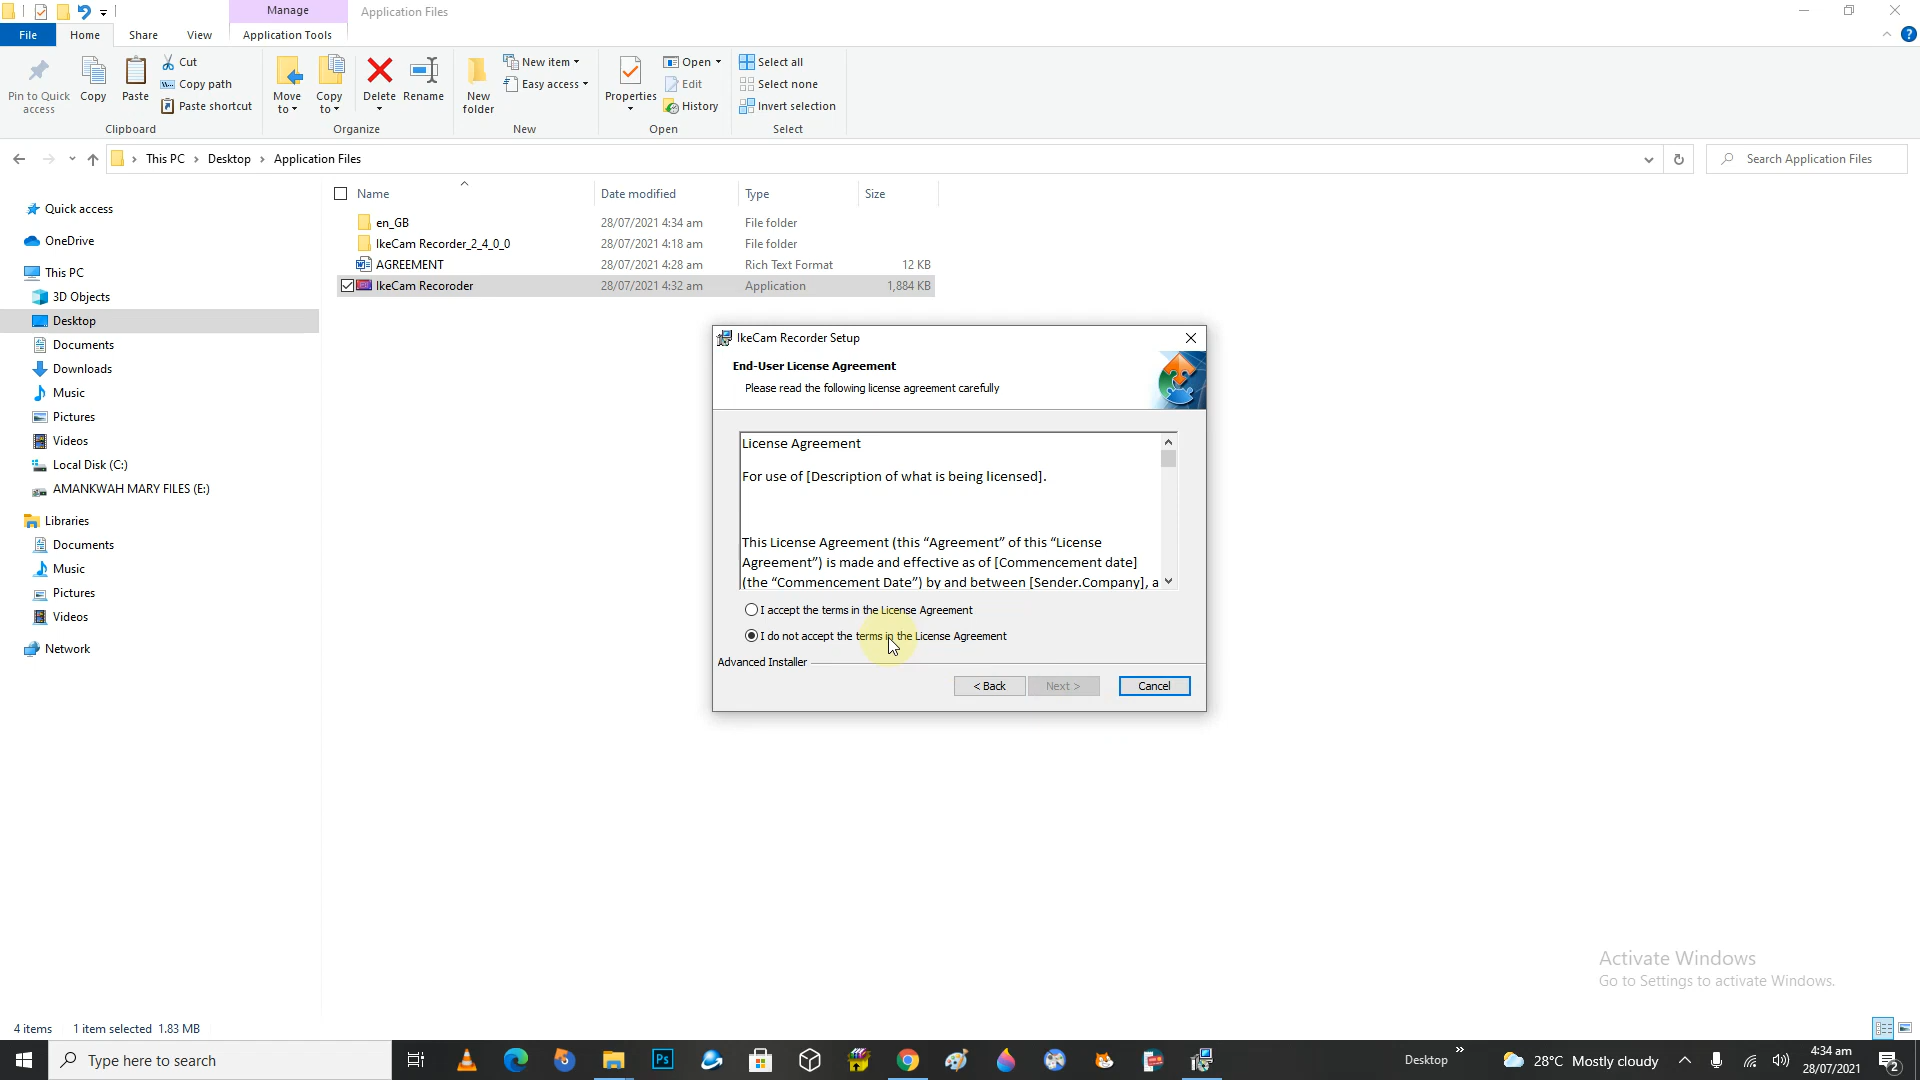 Manage
Application Files
File
Home
Share
View
Application Tools
Pin to Quick
access
Copy
Paste
Cut
Copy path
Paste shortcut
Clipboard
Move
to
Copy
to
Delete
Rename
Organize
New
folder
New item
Easy access
New
Properties
Open
Edit
History
Open
Select all
Select none
Invert selection
Select
This PC
Desktop
Application Files
Search Application Files
Quick access
OneDrive
This PC
3D Objects
Desktop
Documents
Downloads
Music
Pictures
Videos
Local Disk (C:)
AMANKWAH MARY FILES (E:)
Libraries
Documents
Music
Pictures
Videos
Network
Name Date modified Type Size
en_GB 28/07/2021 4:34 am File folder
IkeCam Recorder_2_4_0_0 28/07/2021 4:18 am File folder
AGREEMENT 28/07/2021 4:28 am Rich Text Format 12 KB
IkeCam Recoroder 28/07/2021 4:32 am Application 1,884 KB
IkeCam Recorder Setup
End-User License Agreement
Please read the following license agreement carefully
License Agreement
For use of [Description of what is being licensed].
This License Agreement (this “Agreement” of this “License
Agreement”) is made and effective as of [Commencement date]
(the “Commencement Date”) by and between [Sender.Company], a
I accept the terms in the License Agreement
I do not accept the terms in the License Agreement
Advanced Installer
< Back
Next >
Cancel
Activate Windows
Go to Settings to activate Windows.
4 items 1 item selected 1.83 MB
Type here to search
Ps
Desktop
28°C Mostly cloudy
4:34 am
28/07/2021
2